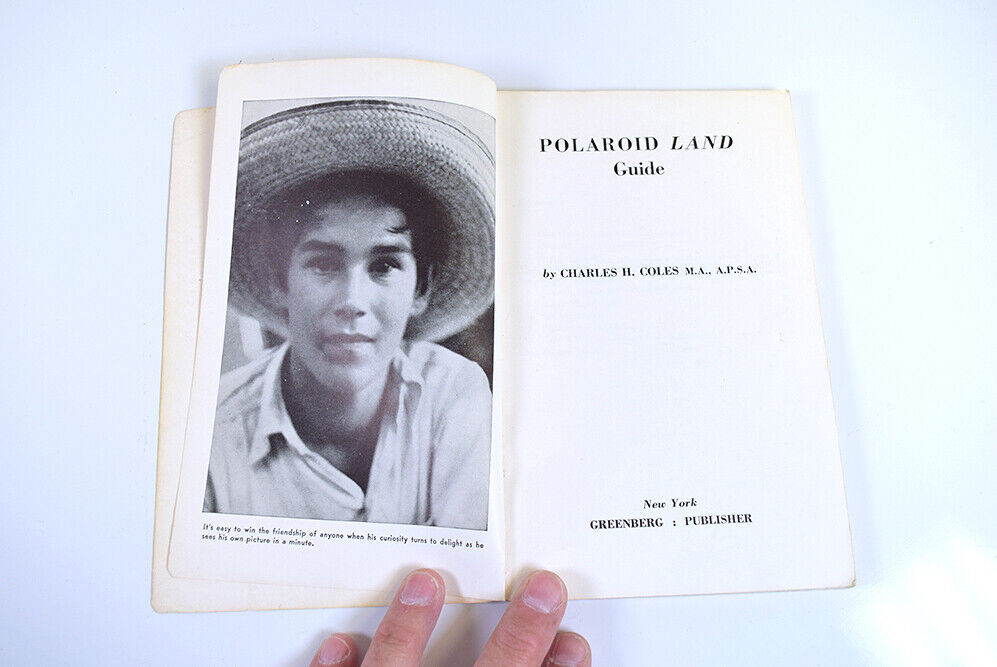 It's easy to win the friendship of anyone when his curiosity turns to delight as he
sees his own picture in a minute.
POLAROID LAND
Guide
by CHARLES H. COLES M.A., A.P.S.A.
New York
GREENBERG : PUBLISHER